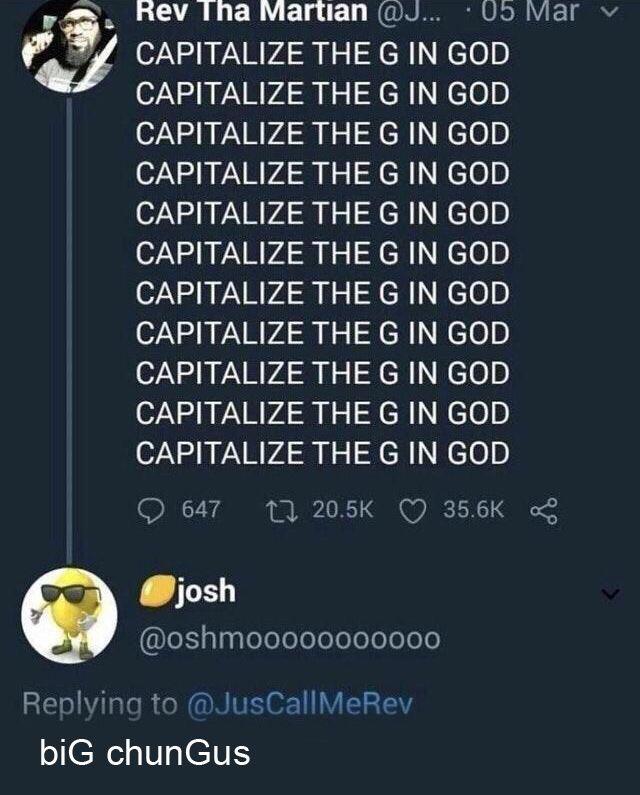 Rev Tha Martian @J... · 05 Mar
CAPITALIZE THE G IN GOD
CAPITALIZE THE G IN GOD
CAPITALIZE THE G IN GOD
CAPITALIZE THE G IN GOD
CAPITALIZE THE G IN GOD
CAPITALIZE THE G IN GOD
CAPITALIZE THE G IN GOD
CAPITALIZE THE G IN GOD
CAPITALIZE THE G IN GOD
CAPITALIZE THE G IN GOD
CAPITALIZE THE G IN GOD
647 20.5K 35.6K
🍋josh
@oshmooooooooooo
Replying to @JusCallMeRev
biG chunGus